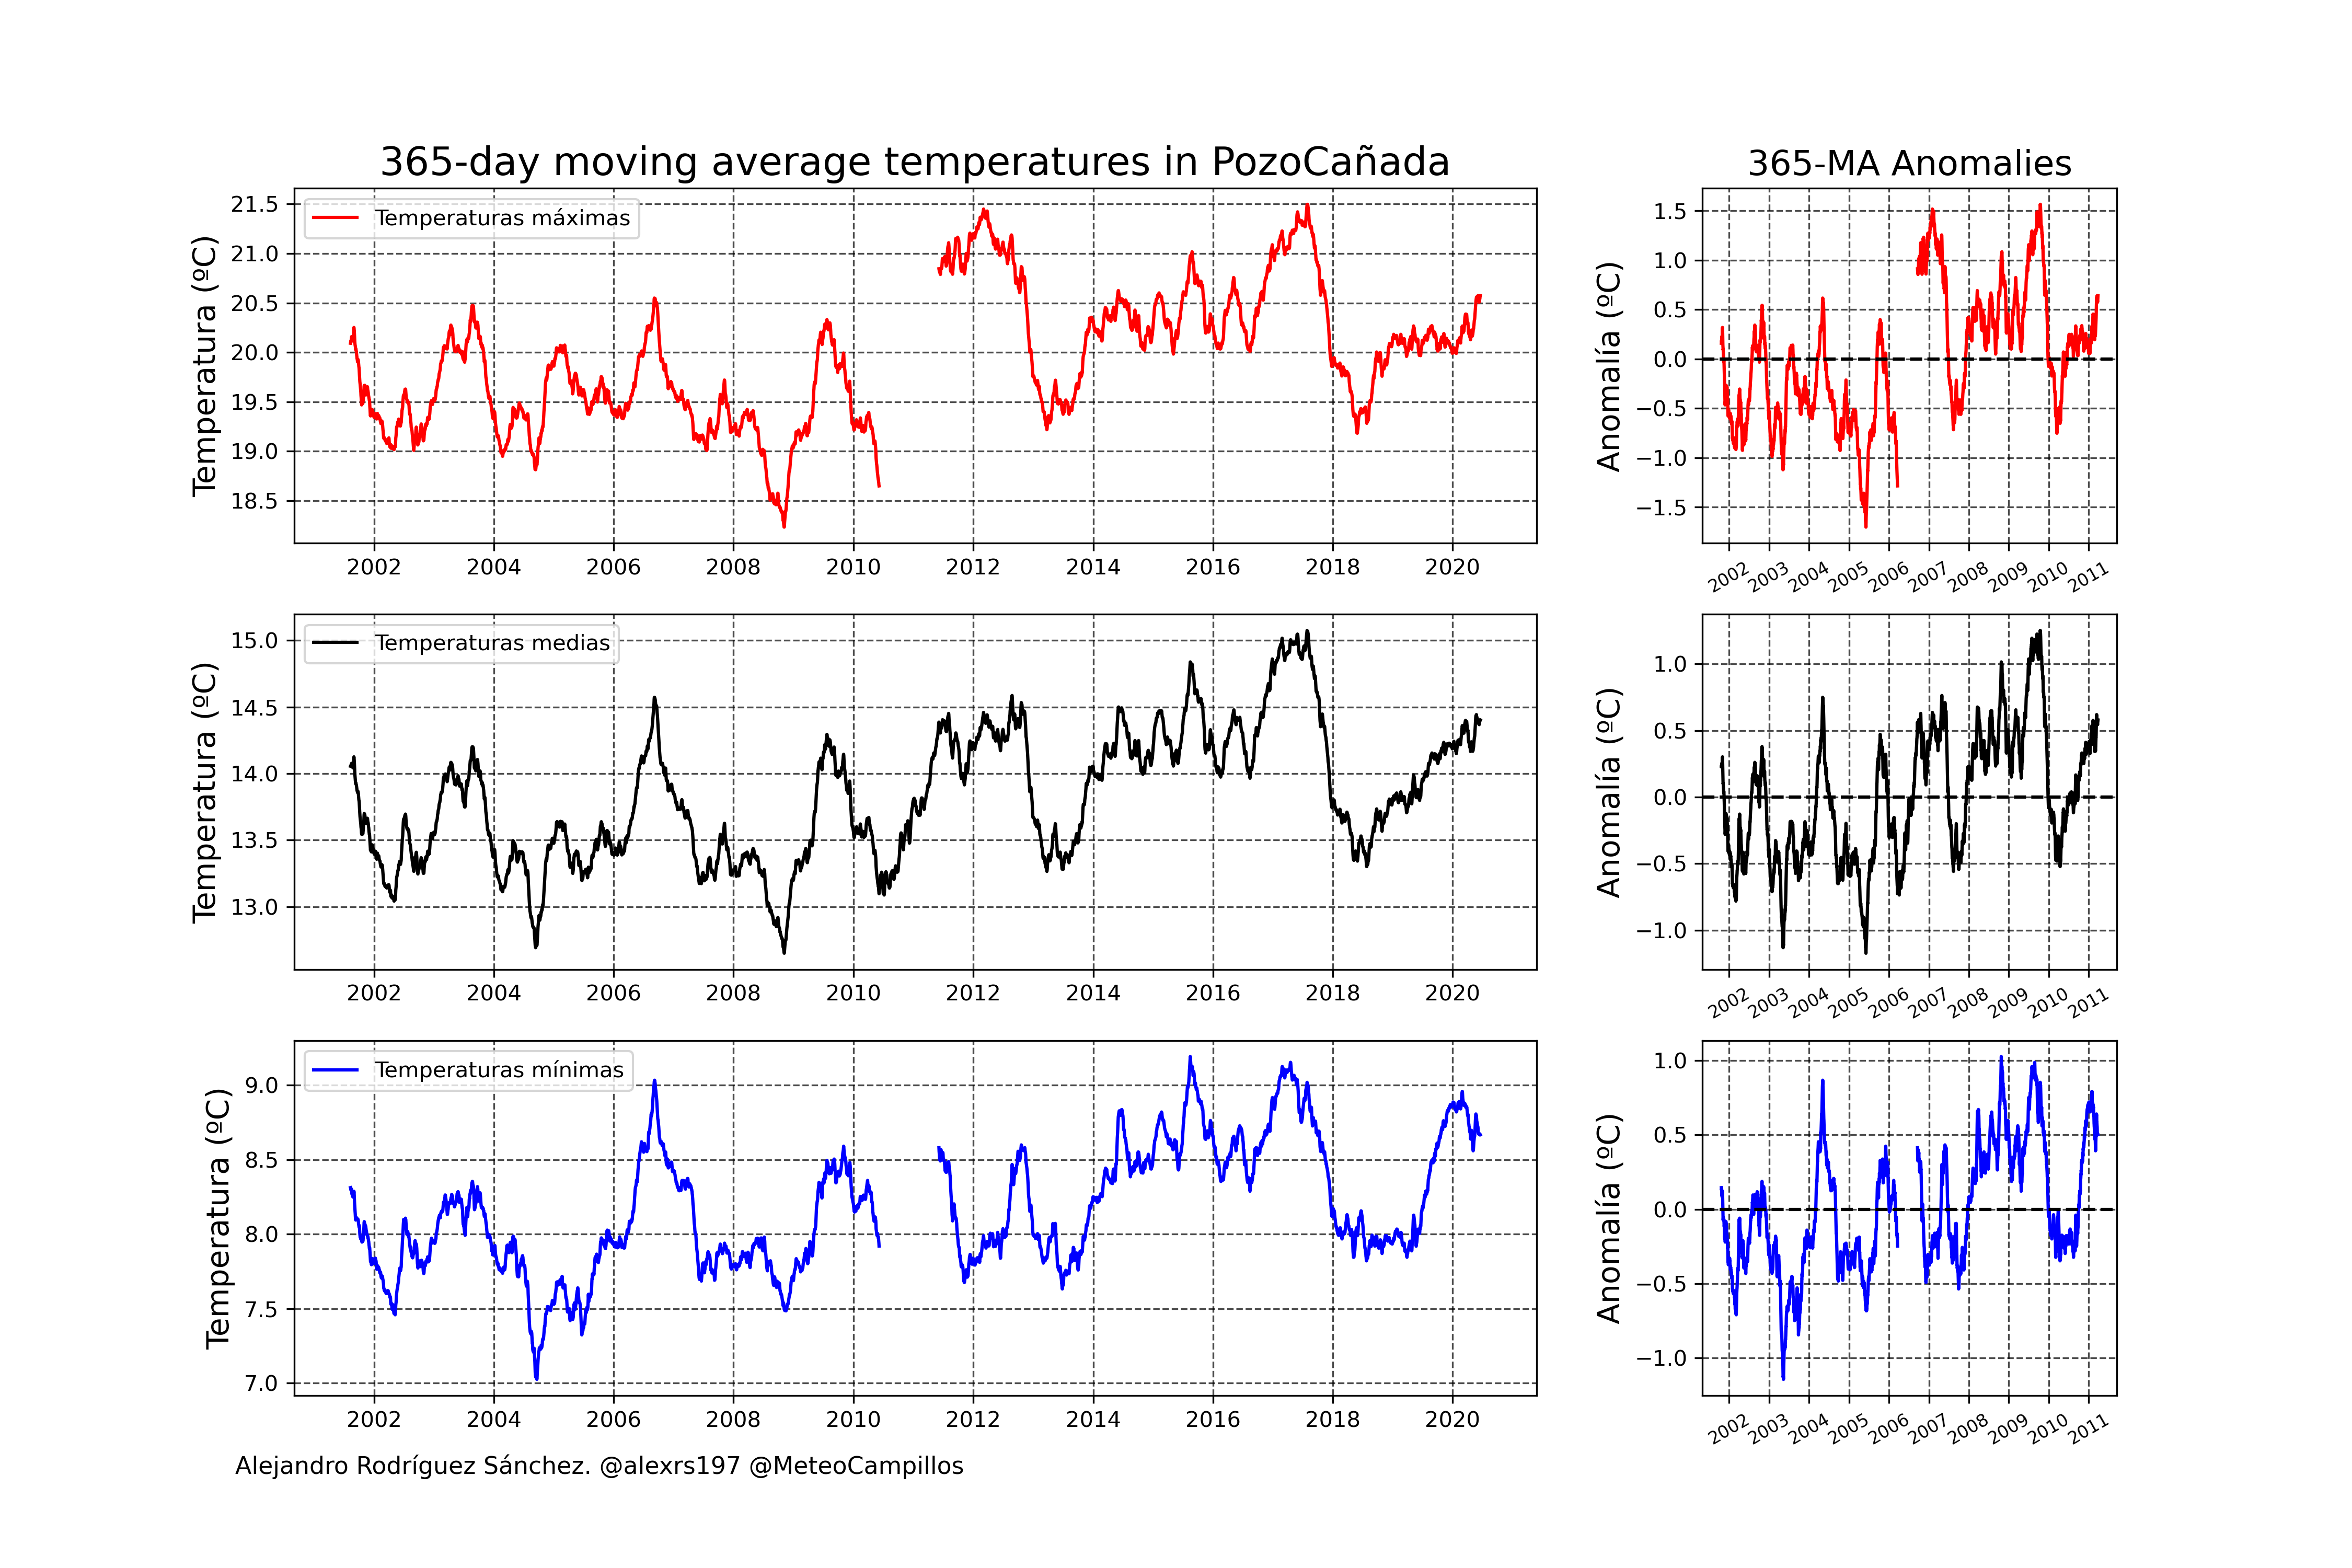 365-day moving average temperatures in PozoCañada
365-MA Anomalies
Temperatura (ºC)
21.5
21.0
20.5
20.0
19.5
19.0
18.5
Temperaturas máximas
2002 2004 2006 2008 2010 2012 2014 2016 2018 2020
Anomalía (ºC)
1.5
1.0
0.5
0.0
−0.5
−1.0
−1.5
2002 2003 2004 2005 2006 2007 2008 2009 2010 2011
Temperatura (ºC)
15.0
14.5
14.0
13.5
13.0
Temperaturas medias
2002 2004 2006 2008 2010 2012 2014 2016 2018 2020
Anomalía (ºC)
1.0
0.5
0.0
−0.5
−1.0
2002 2003 2004 2005 2006 2007 2008 2009 2010 2011
Temperatura (ºC)
9.0
8.5
8.0
7.5
7.0
Temperaturas mínimas
2002 2004 2006 2008 2010 2012 2014 2016 2018 2020
Anomalía (ºC)
1.0
0.5
0.0
−0.5
−1.0
2002 2003 2004 2005 2006 2007 2008 2009 2010 2011
Alejandro Rodríguez Sánchez. @alexrs197 @MeteoCampillos